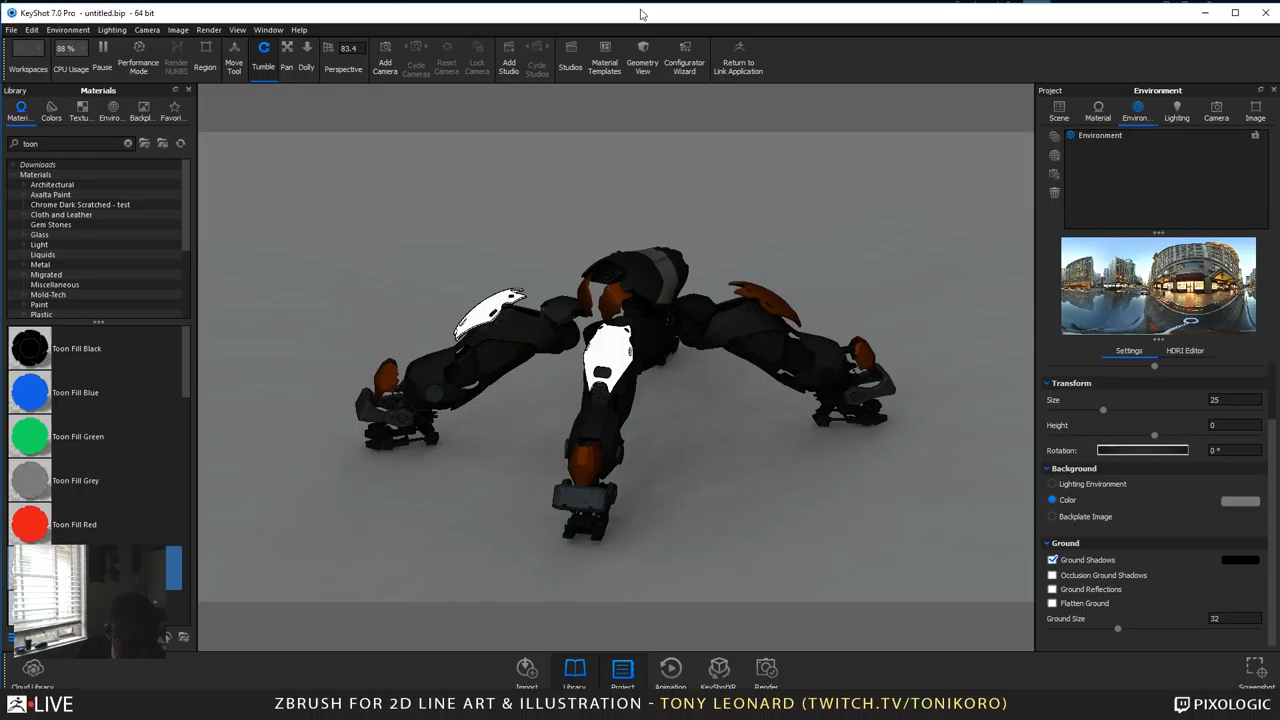 KeyShot 7.0 Pro - untitled.bip - 64 bit
File Edit Environment Lighting Camera Image Render View Window Help
88 % 83.4
Workspaces CPU Usage Pause Performance Mode Render NURBS Region Move Tool Tumble Pan Dolly Perspective Add Camera Cycle Cameras Reset Camera Lock Camera Add Studio Cycle Studios Studios Material Templates Geometry View Configurator Wizard Return to Link Application
Library Materials
Materi... Colors Textu... Enviro... Backpl... Favori...
toon
Downloads
Materials
Architectural
Axalta Paint
Chrome Dark Scratched - test
Cloth and Leather
Gem Stones
Glass
Light
Liquids
Metal
Migrated
Miscellaneous
Mold-Tech
Paint
Plastic
Toon Fill Black
Toon Fill Blue
Toon Fill Green
Toon Fill Grey
Toon Fill Red
Project Environment
Scene Material Environ... Lighting Camera Image
Environment
Settings HDRI Editor
Transform
Size 25
Height 0
Rotation: 0 °
Background
Lighting Environment
Color
Backplate Image
Ground
Ground Shadows
Occlusion Ground Shadows
Ground Reflections
Flatten Ground
Ground Size 32
Cloud Library Import Library Project Animation KeyShotXR Render Screenshot
LIVE ZBRUSH FOR 2D LINE ART & ILLUSTRATION - TONY LEONARD (TWITCH.TV/TONIKORO) PIXOLOGIC